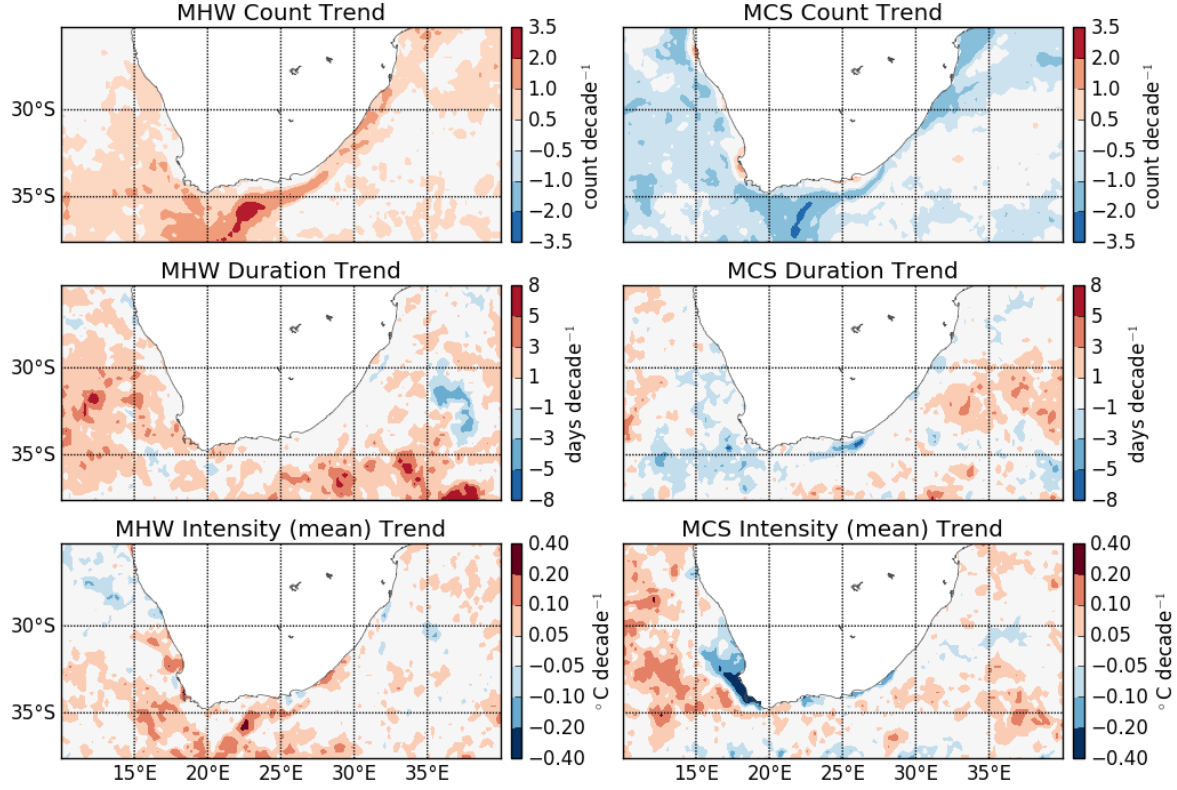 MHW Count Trend
3.5
2.0
1.0
0.5
−0.5
−1.0
−2.0
−3.5
count decade⁻¹
30°S
35°S
MCS Count Trend
3.5
2.0
1.0
0.5
−0.5
−1.0
−2.0
−3.5
count decade⁻¹
MHW Duration Trend
8
5
3
1
−1
−3
−5
−8
days decade⁻¹
30°S
35°S
MCS Duration Trend
8
5
3
1
−1
−3
−5
−8
days decade⁻¹
MHW Intensity (mean) Trend
0.40
0.20
0.10
0.05
−0.05
−0.10
−0.20
−0.40
°C decade⁻¹
30°S
35°S
15°E 20°E 25°E 30°E 35°E
MCS Intensity (mean) Trend
0.40
0.20
0.10
0.05
−0.05
−0.10
−0.20
−0.40
°C decade⁻¹
15°E 20°E 25°E 30°E 35°E